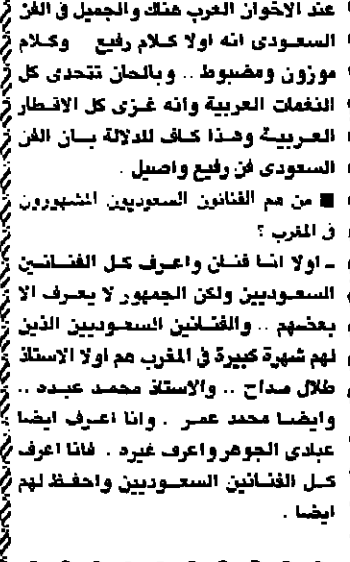 عند الاخوان العرب هناك والجميل في الفن
السعودى انه اولا كلام رفيع وكلام
موزون ومضبوط .. وبالحان تتحدى كل
النغمات العربية وأنه غزى كل الاقطار
العربية وهذا كاف للدلالة بان الفن
السعودى فن رفيع واصيل .
■ من هم الفنانون السعوديون المشهورون
في المغرب ؟
ـ اولا انا فنان واعرف كل الفنانين
السعوديين ولكن الجمهور لا يعرف الا
بعضهم .. والفنانين السعوديين الذين
لهم شهرة كبيرة في المغرب هم اولا الاستاذ
طلال مداح .. والاستاذ محمد عبده ..
وايضا محمد عمر . وانا اعرف ايضا
عبادى الجوهر واعرف غيره . فانا اعرف
كل الفنانين السعوديين واحفظ لهم
ايضا .